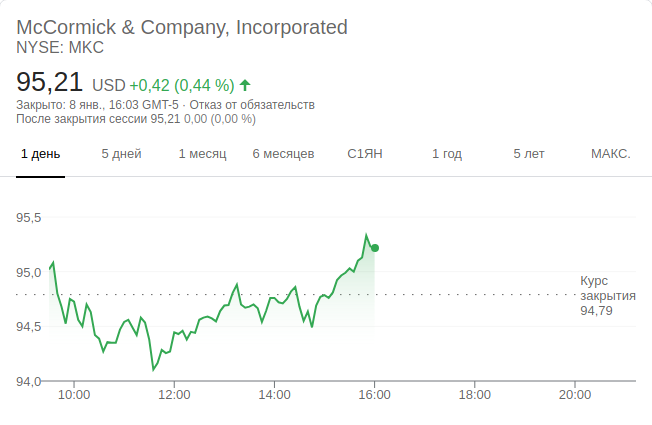 McCormick & Company, Incorporated
NYSE: MKC
95,21 USD +0,42 (0,44 %)
Закрыто: 8 янв., 16:03 GMT-5 · Отказ от обязательств
После закрытия сессии 95,21 0,00 (0,00 %)
1 день 5 дней 1 месяц 6 месяцев С1ЯН 1 год 5 лет МАКС.
95,5
95,0
Курс
закрытия
94,79
94,5
94,0
10:00 12:00 14:00 16:00 18:00 20:00